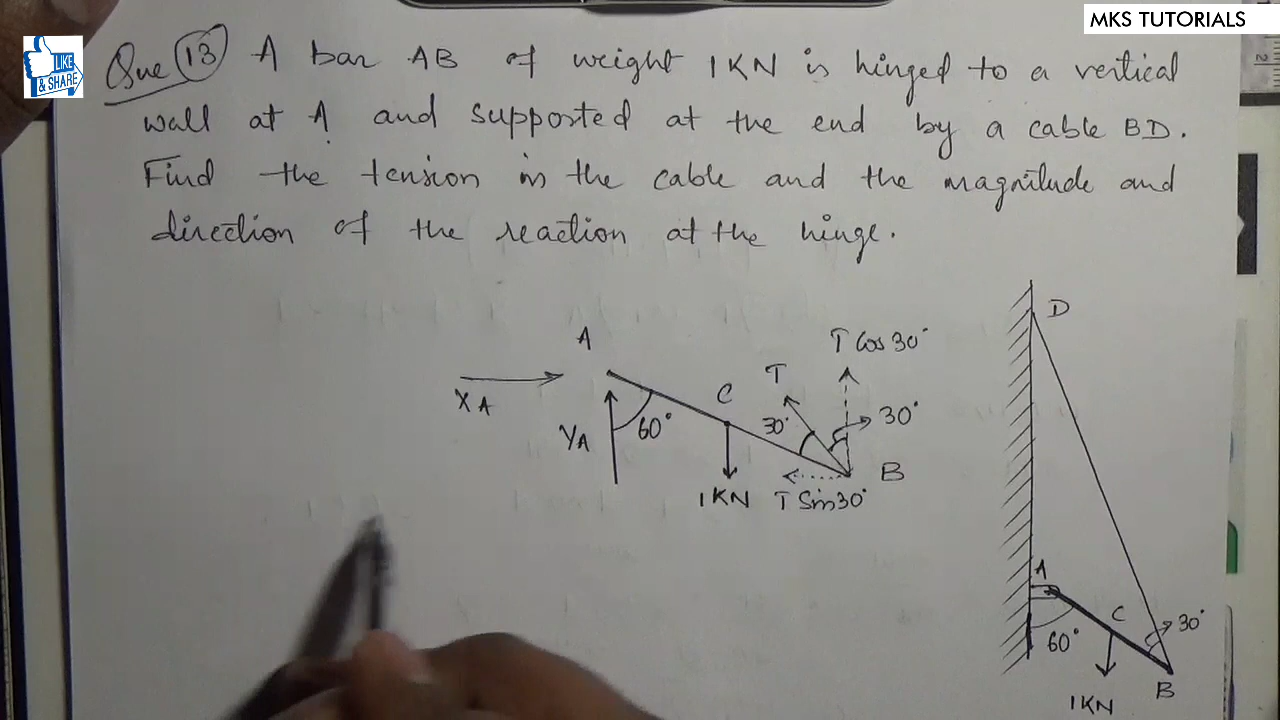 MKS TUTORIALS
LIKE
& SHARE
Que 13 A bar AB of weight 1KN is hinged to a vertical
wall at A and supported at the end by a cable BD.
Find the tension in the cable and the magnitude and
direction of the reaction at the hinge.
D
A
T Cos 30°
T
C
XA
30°
30°
60°
YA
B
1KN
T Sin30°
A
C
30°
60°
B
1KN
2